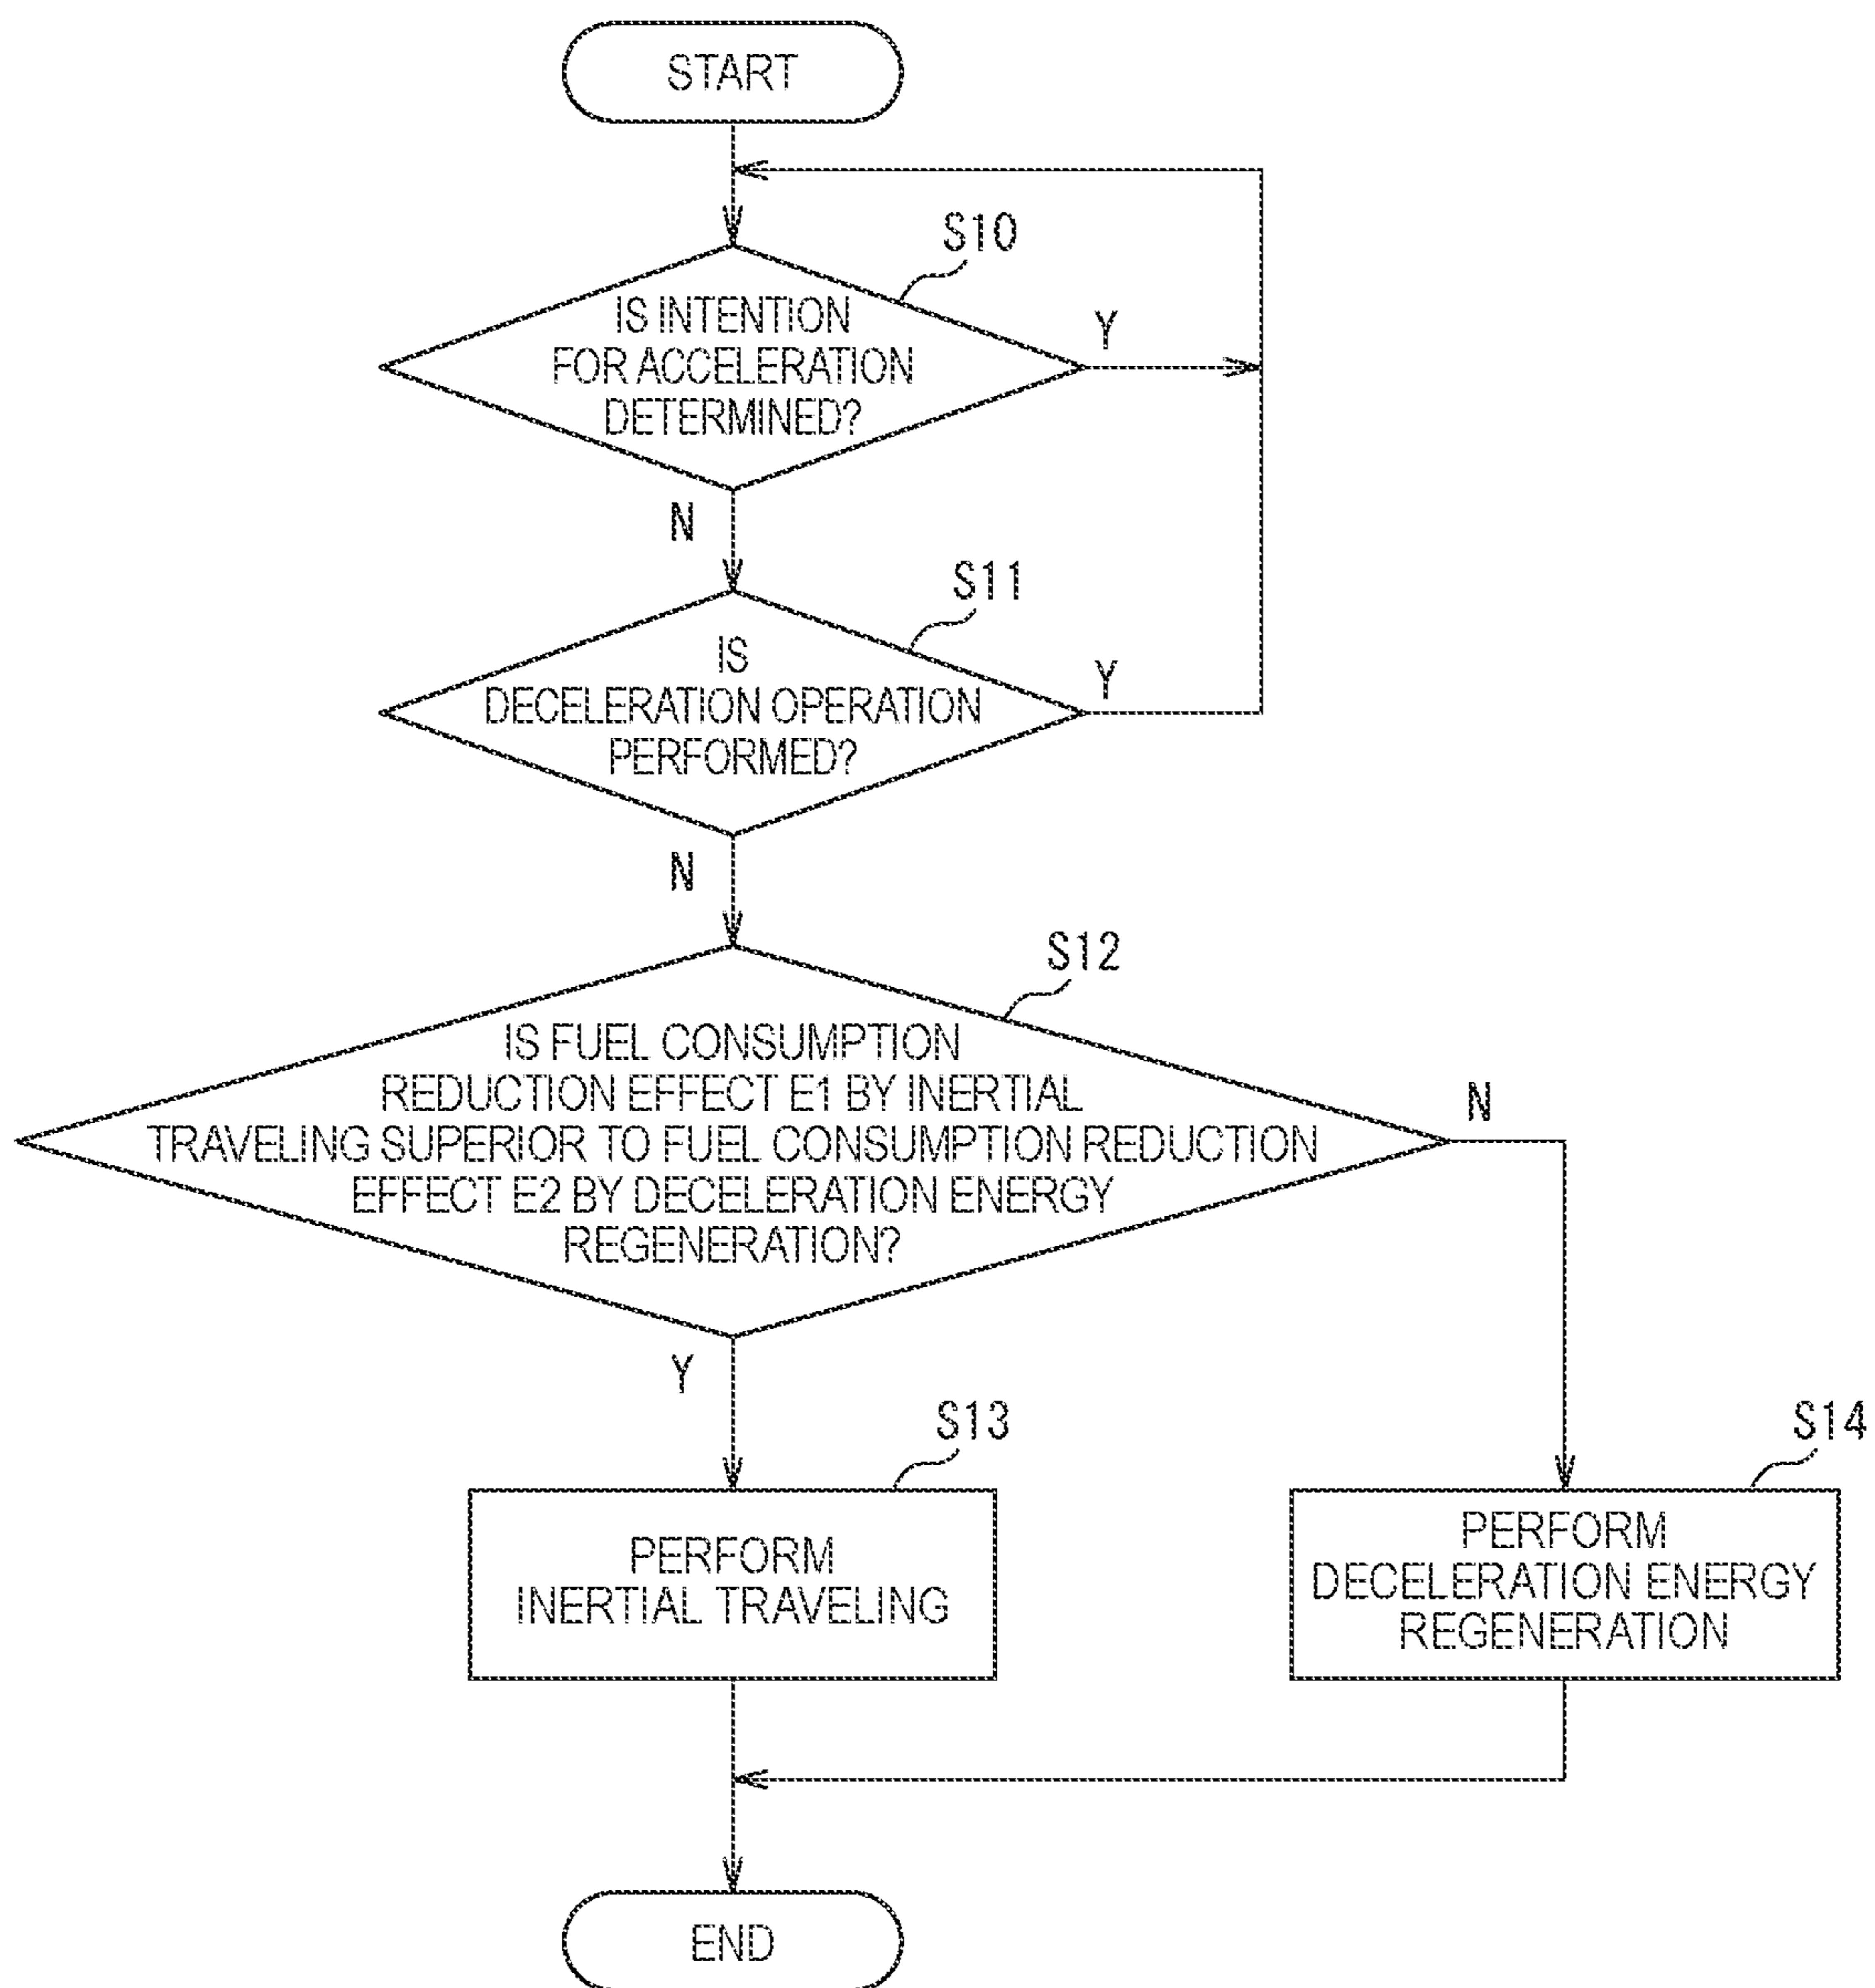 START
S10
IS INTENTION
FOR ACCELERATION
DETERMINED?
Y
N
S11
IS
DECELERATION OPERATION
PERFORMED?
Y
N
S12
IS FUEL CONSUMPTION
REDUCTION EFFECT E1 BY INERTIAL
TRAVELING SUPERIOR TO FUEL CONSUMPTION REDUCTION
EFFECT E2 BY DECELERATION ENERGY
REGENERATION?
N
Y
S13
PERFORM
INERTIAL TRAVELING
S14
PERFORM
DECELERATION ENERGY
REGENERATION
END